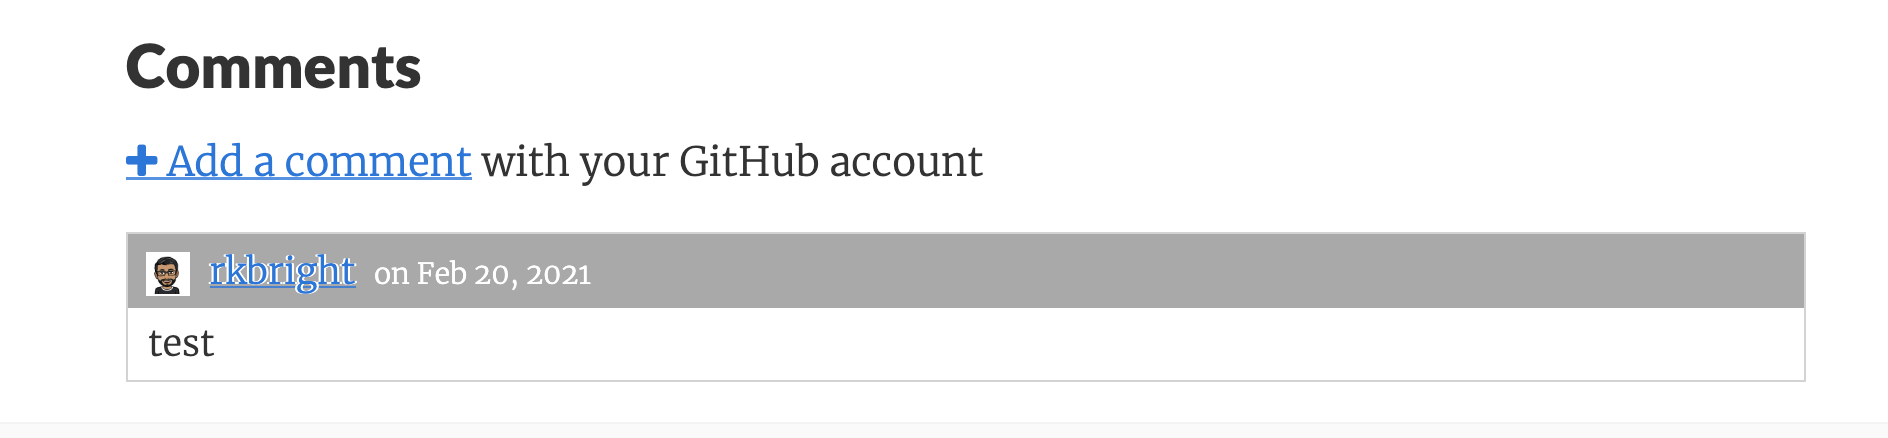 Comments
+ Add a comment with your GitHub account
rkbright on Feb 20, 2021
test